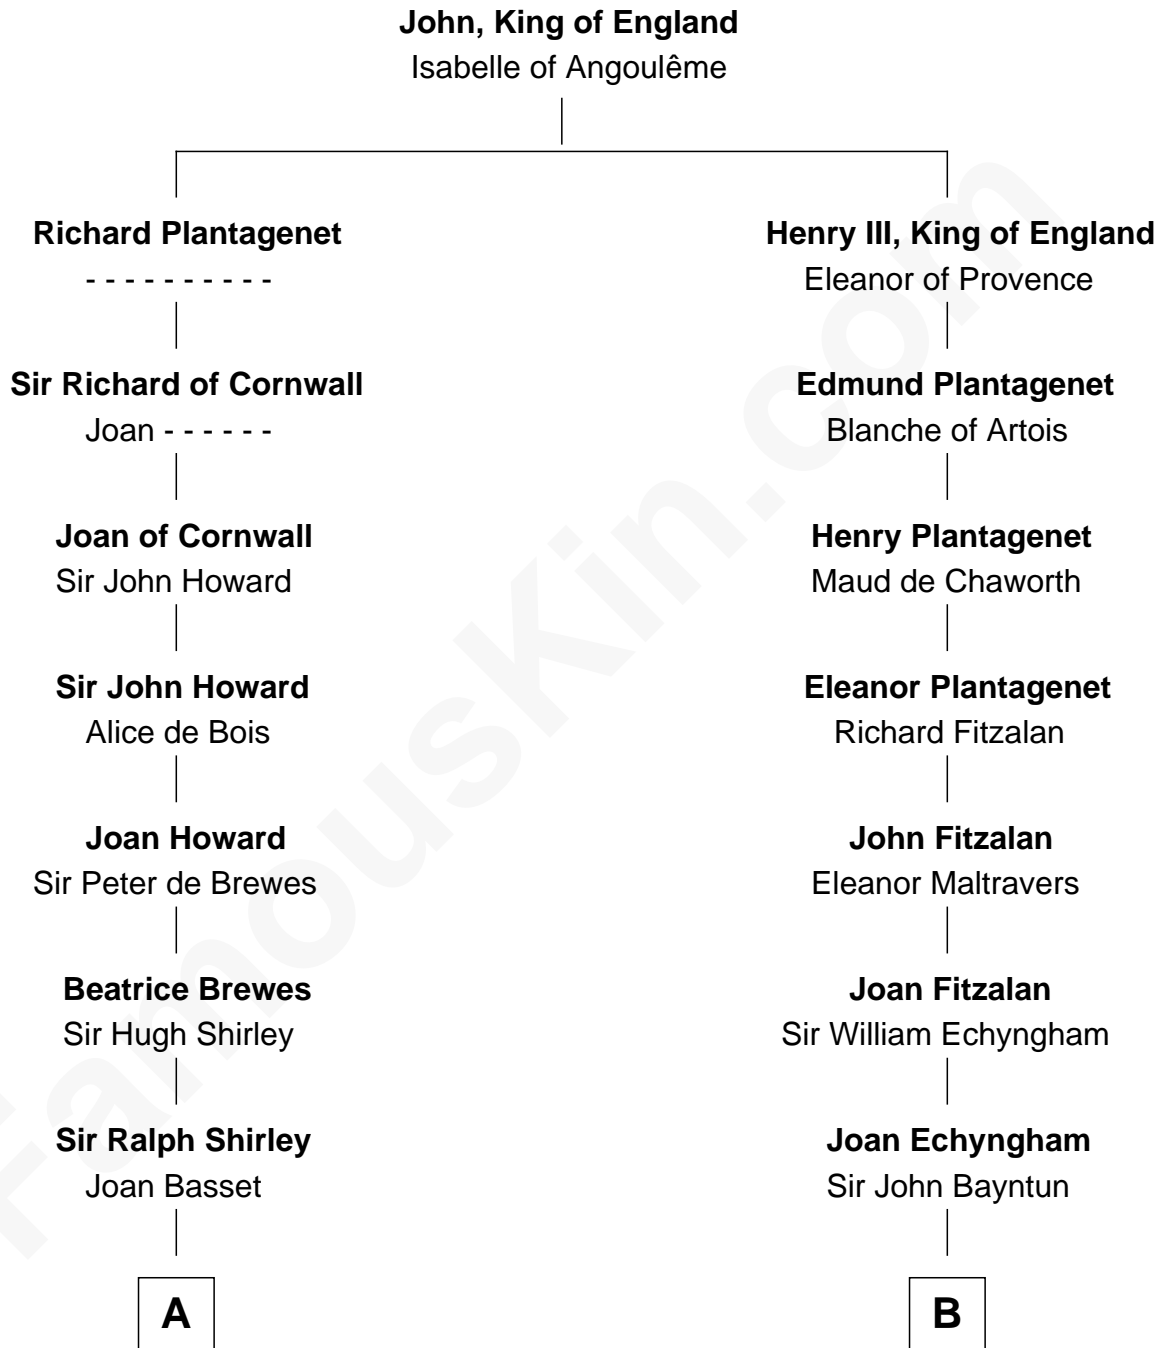 John, King of England
Isabelle of Angoulême
Richard Plantagenet
- - - - - - - - - -
Sir Richard of Cornwall
Joan - - - - - -
Joan of Cornwall
Sir John Howard
Sir John Howard
Alice de Bois
Joan Howard
Sir Peter de Brewes
Beatrice Brewes
Sir Hugh Shirley
Sir Ralph Shirley
Joan Basset
A
Henry III, King of England
Eleanor of Provence
Edmund Plantagenet
Blanche of Artois
Henry Plantagenet
Maud de Chaworth
Eleanor Plantagenet
Richard Fitzalan
John Fitzalan
Eleanor Maltravers
Joan Fitzalan
Sir William Echyngham
Joan Echyngham
Sir John Bayntun
B
FamousKin.com